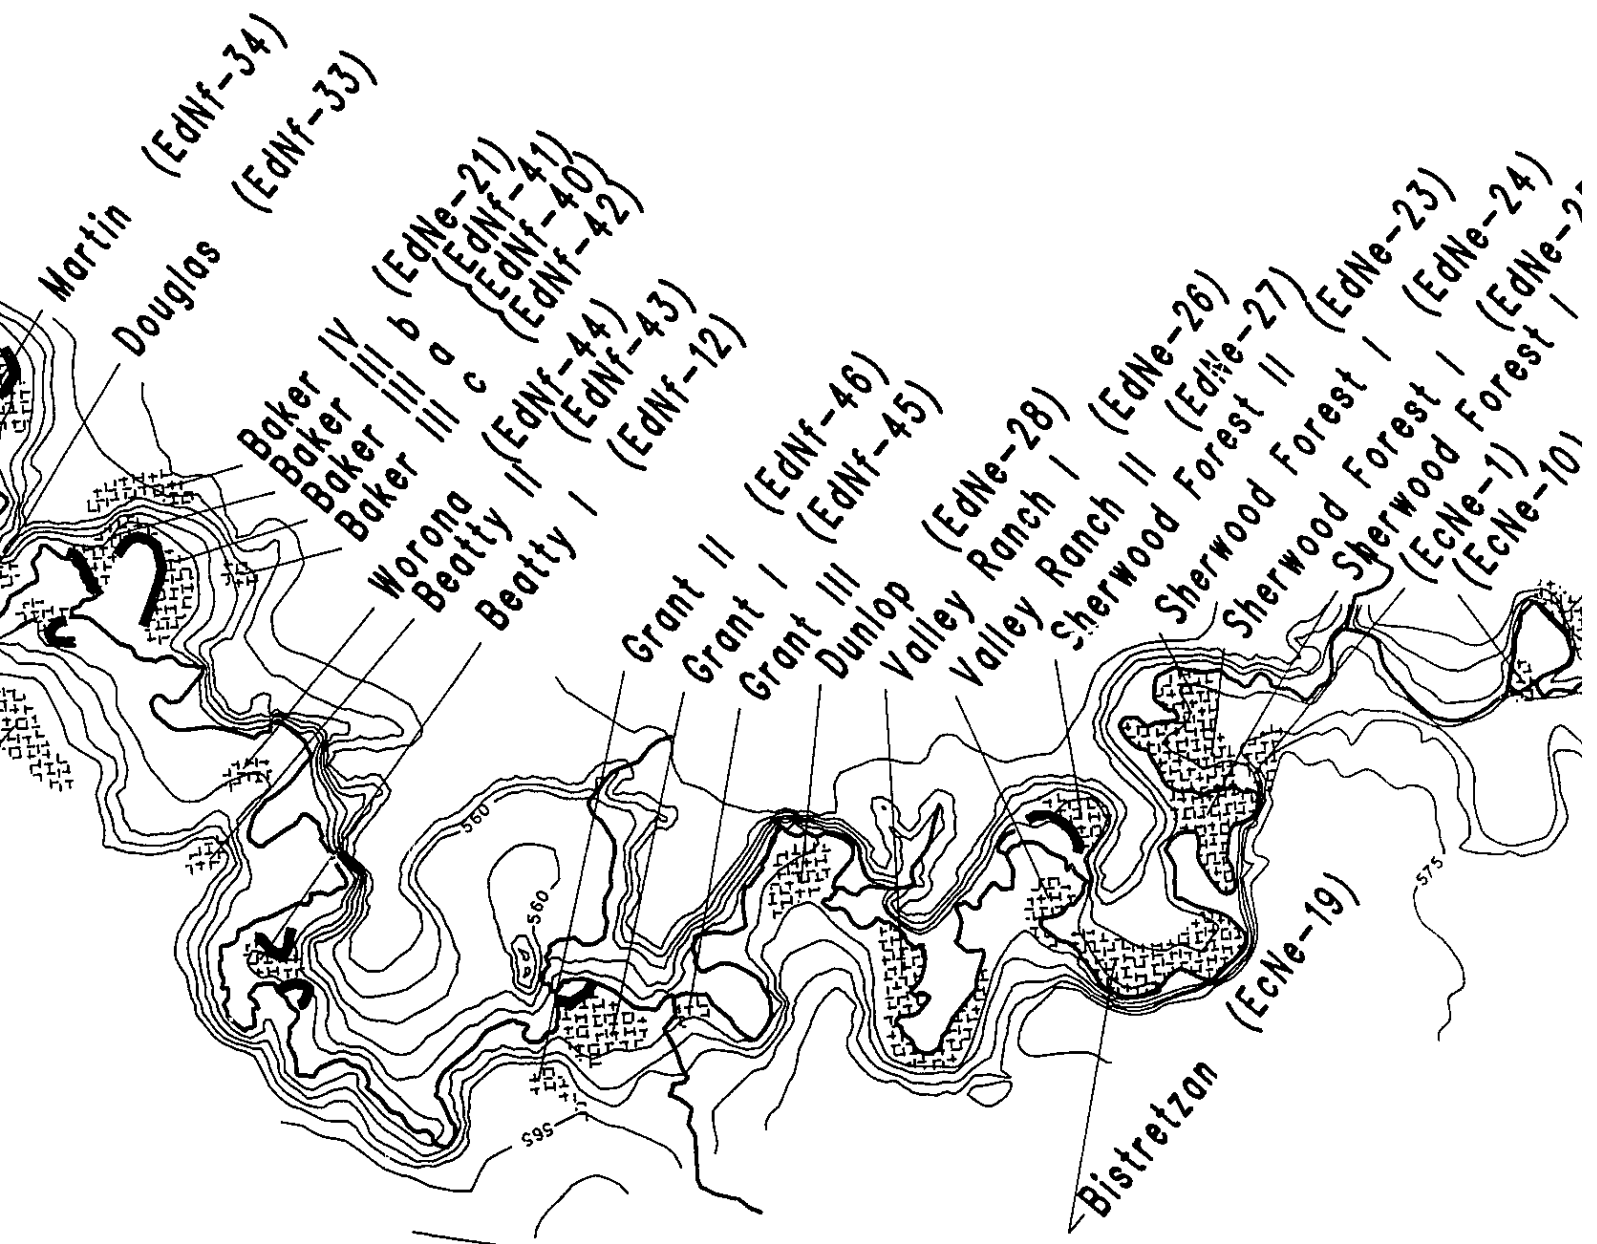 Martin (EdNf-34)
Douglas (EdNf-33)
Baker IV (EdNe-21)
Baker III b (EdNf-41)
Baker III a (EdNf-40)
Baker III c (EdNf-42)
Worona (EdNf-44)
Beatty II (EdNf-43)
Beatty I (EdNf-12)
Grant II (EdNf-46)
Grant I (EdNf-45)
Grant III
Dunlop (EdNe-28)
Valley Ranch I (EdNe-26)
Valley Ranch II (EdNe-27)
Sherwood Forest II (EdNe-23)
Sherwood Forest I (EdNe-24)
Sherwood Forest I
Sherwood Forest I
(EcNe-1)
(EcNe-10)
Bistretzan (EcNe-19)
560
560
565
575